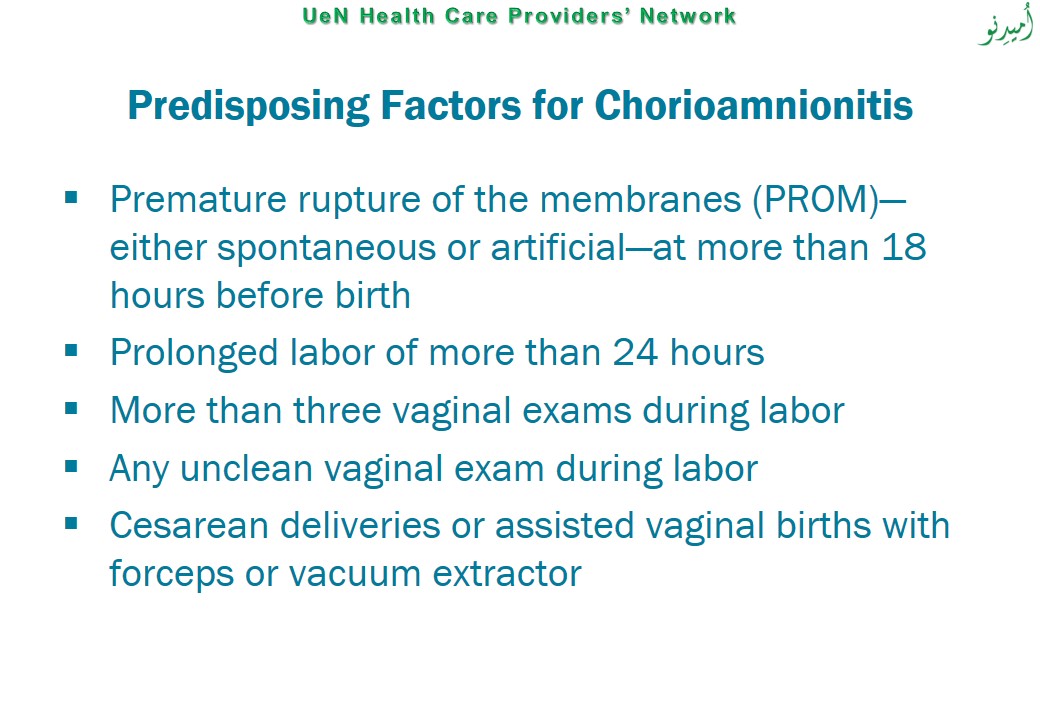 UeN Health Care Providers’ Network
أُميدِنو
Predisposing Factors for Chorioamnionitis
▪ Premature rupture of the membranes (PROM)—
either spontaneous or artificial—at more than 18
hours before birth
▪ Prolonged labor of more than 24 hours
▪ More than three vaginal exams during labor
▪ Any unclean vaginal exam during labor
▪ Cesarean deliveries or assisted vaginal births with
forceps or vacuum extractor